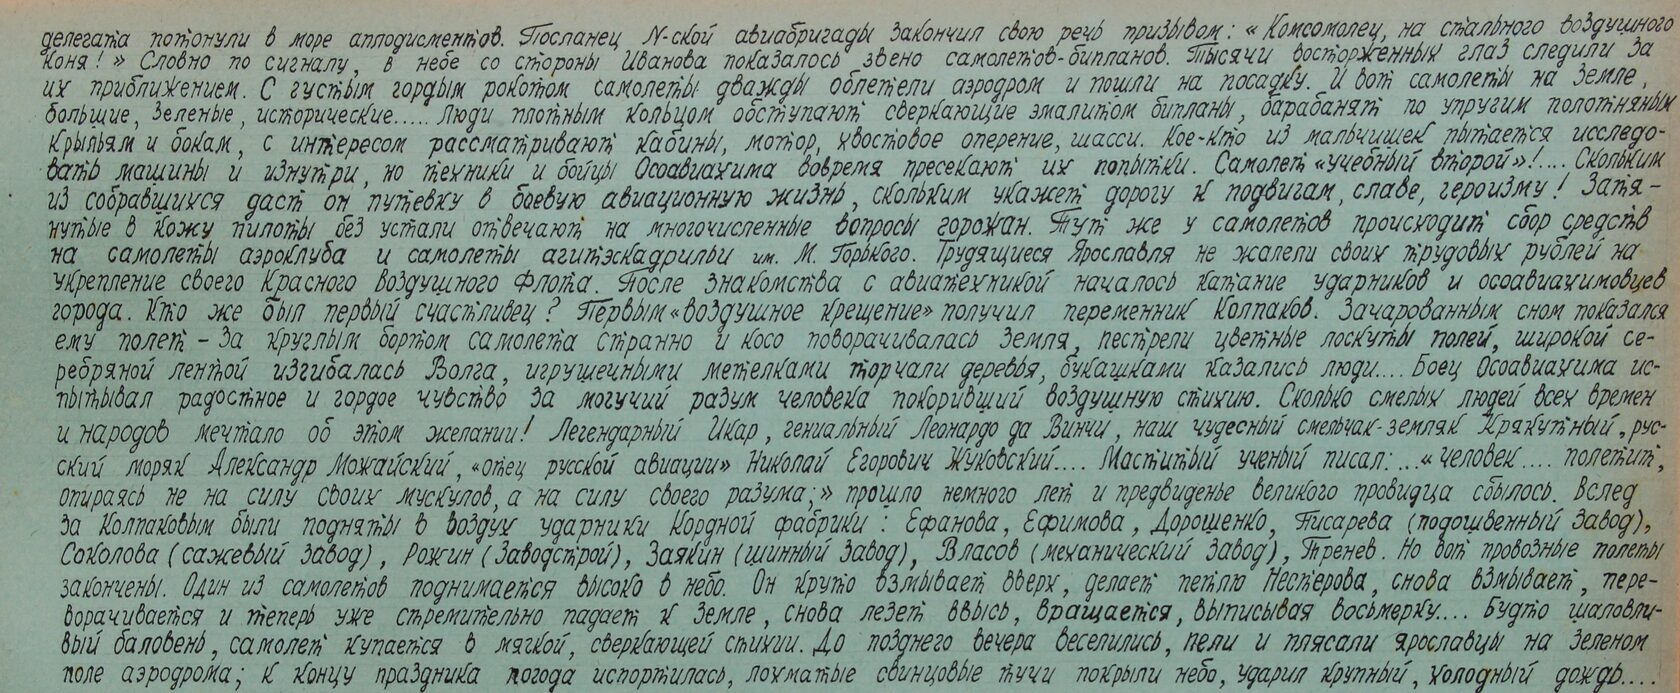 делегата потонули в море аплодисментов. Посланец N-ской авиабригады закончил свою речь призывом: «Комсомолец, на стального воздушного
коня!» Словно по сигналу, в небе со стороны Иванова показалось звено самолетов-бипланов. Тысячи восторженных глаз следили за
их приближением. С густым гордым рокотом самолеты дважды облетели аэродром и пошли на посадку. И вот самолеты на земле,
большие, зеленые, исторические..... Люди плотным кольцом обступают сверкающие эмалитом бипланы, барабанят по упругим полотняным
крыльям и бокам, с интересом рассматривают кабины, мотор, хвостовое оперение, шасси. Кое-кто из мальчишек пытается исследо-
вать машины и изнутри, но техники и бойцы Осоавиахима вовремя пресекают их попытки. Самолет «учебный второй»!.... Скольким
из собравшихся даст он путевку в боевую авиационную жизнь, скольким укажет дорогу к подвигам, славе, героизму! Затя-
нутые в кожу пилоты без устали отвечают на многочисленные вопросы горожан. Тут же у самолетов происходит сбор средств
на самолеты аэроклуба и самолеты агитэскадрильи им. М. Горького. Трудящиеся Ярославля не жалели своих трудовых рублей на
укрепление своего Красного Воздушного Флота. После знакомства с авиатехникой началось катание ударников и осоавиахимовцев
города. Кто же был первый счастливец? Первым «воздушное крещение» получил переменник Колпаков. Зачарованным сном показался
ему полет – За круглым бортом самолета странно и косо поворачивалась Земля, пестрели цветные лоскуты полей, широкой се-
ребряной лентой изгибалась Волга, игрушечными метелками торчали деревья, букашками казались люди.... Боец Осоавиахима ис-
пытывал радостное и гордое чувство за могучий разум человека покоривший воздушную стихию. Сколько смелых людей всех времен
и народов мечтало об этом желании! Легендарный Икар, гениальный Леонардо да Винчи, наш чудесный смельчак-земляк Крякутный, рус-
ский моряк Александр Можайский, «отец русской авиации» Николай Егорович Жуковский.... Маститый ученый писал: ...«Человек .... полетит,
опираясь не на силу своих мускулов, а на силу своего разума;» прошло немного лет и предвиденье великого провидца сбылось. Вслед
за Колпаковым были подняты в воздух ударники Кордной фабрики: Ефанова, Ефимова, Дорошенко, Писарева (подошвенный завод),
Соколова (сажевый завод), Рожин (Заводстрой), Заякин (шинный завод), Власов (механический завод), Тренев. Но вот провозные полеты
закончены. Один из самолетов поднимается высоко в небо. Он круто взмывает вверх, делает петлю Нестерова, снова взмывает, пере-
ворачивается и теперь уже стремительно падает к Земле, снова лезет ввысь, вращается, выписывая восьмерку.... Будто шаловли-
вый баловень, самолет купается в мягкой, сверкающей стихии. До позднего вечера веселились, пели и плясали ярославцы на зеленом
поле аэродрома; к концу праздника погода испортилась, лохматые свинцовые тучи покрыли небо, ударил крупный, холодный дождь....